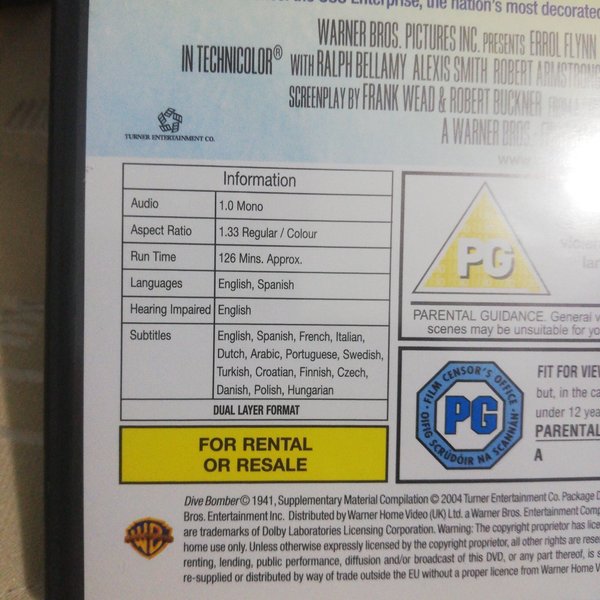 the USS Enterprise, the nation's most decorated
WARNER BROS. PICTURES INC. PRESENTS ERROL FLYNN
IN TECHNICOLOR® WITH RALPH BELLAMY ALEXIS SMITH ROBERT ARMSTRONG
SCREENPLAY BY FRANK WEAD & ROBERT BUCKNER
A WARNER BROS.
www
TURNER ENTERTAINMENT CO.
Information
Audio 1.0 Mono
Aspect Ratio 1.33 Regular / Colour
Run Time 126 Mins. Approx.
Languages English, Spanish
Hearing Impaired English
Subtitles English, Spanish, French, Italian,
Dutch, Arabic, Portuguese, Swedish,
Turkish, Croatian, Finnish, Czech,
Danish, Polish, Hungarian
DUAL LAYER FORMAT
FOR RENTAL
OR RESALE
PG
PARENTAL GUIDANCE. General v
scenes may be unsuitable for yo
FILM CENSOR'S OFFICE
PG
OIFIG SCRÚDÓIR NA SCANNÁN
FIT FOR VIEW
but, in the ca
under 12 yea
PARENTAL
A
Dive Bomber © 1941, Supplementary Material Compilation © 2004 Turner Entertainment Co. Package D
Bros. Entertainment Inc. Distributed by Warner Home Video (UK) Ltd. a Warner Bros. Entertainment Comp
are trademarks of Dolby Laboratories Licensing Corporation. Warning: The copyright proprietor has lice
home use only. Unless otherwise expressly licensed by the copyright proprietor, all other rights are rese
renting, lending, public performance, diffusion and/or broadcast of this DVD, or any part thereof, is s
re-supplied or distributed by way of trade outside the EU without a proper licence from Warner Home V
WB